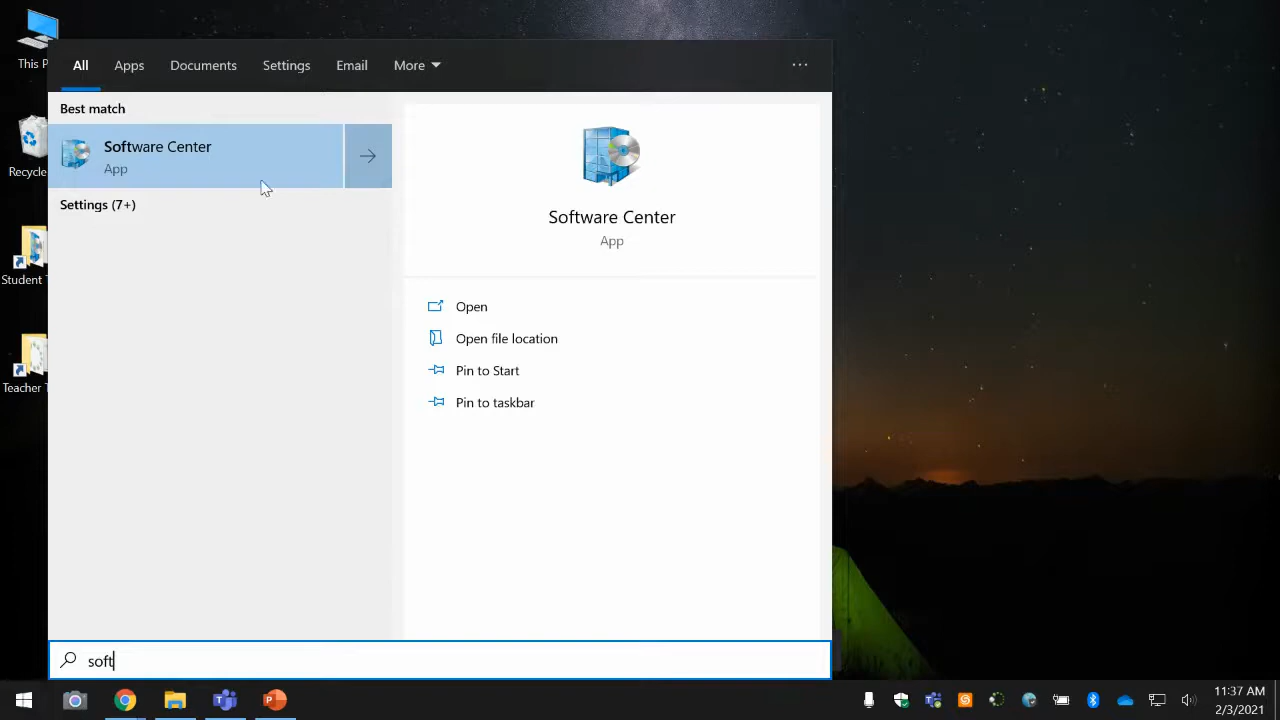 This P
Recycle
Student T
Teacher T
All Apps Documents Settings Email More
Best match
Software Center
App
Settings (7+)
Software Center
App
Open
Open file location
Pin to Start
Pin to taskbar
soft
11:37 AM
2/3/2021